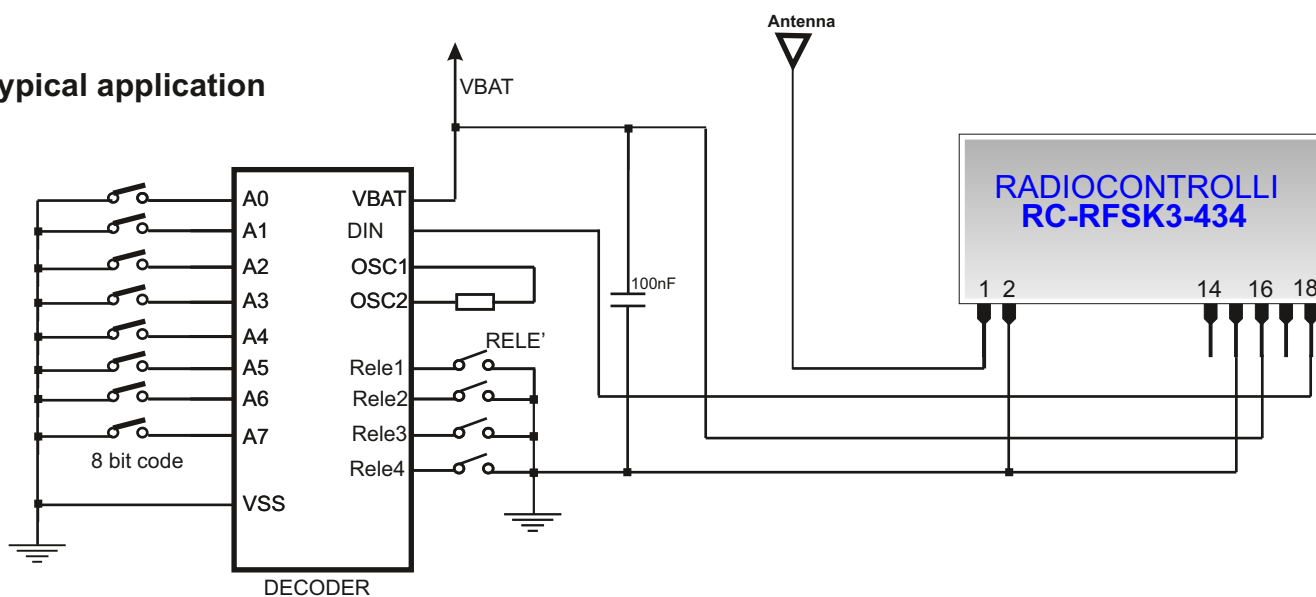 Antenna
ypical application
VBAT
RADIOCONTROLLI
RC-RFSK3-434
A0
VBAT
A1
DIN
A2
OSC1
A3
OSC2
100nF
1 2
14 16 18
A4
RELE'
A5
Rele1
A6
Rele2
A7
Rele3
8 bit code
Rele4
VSS
DECODER